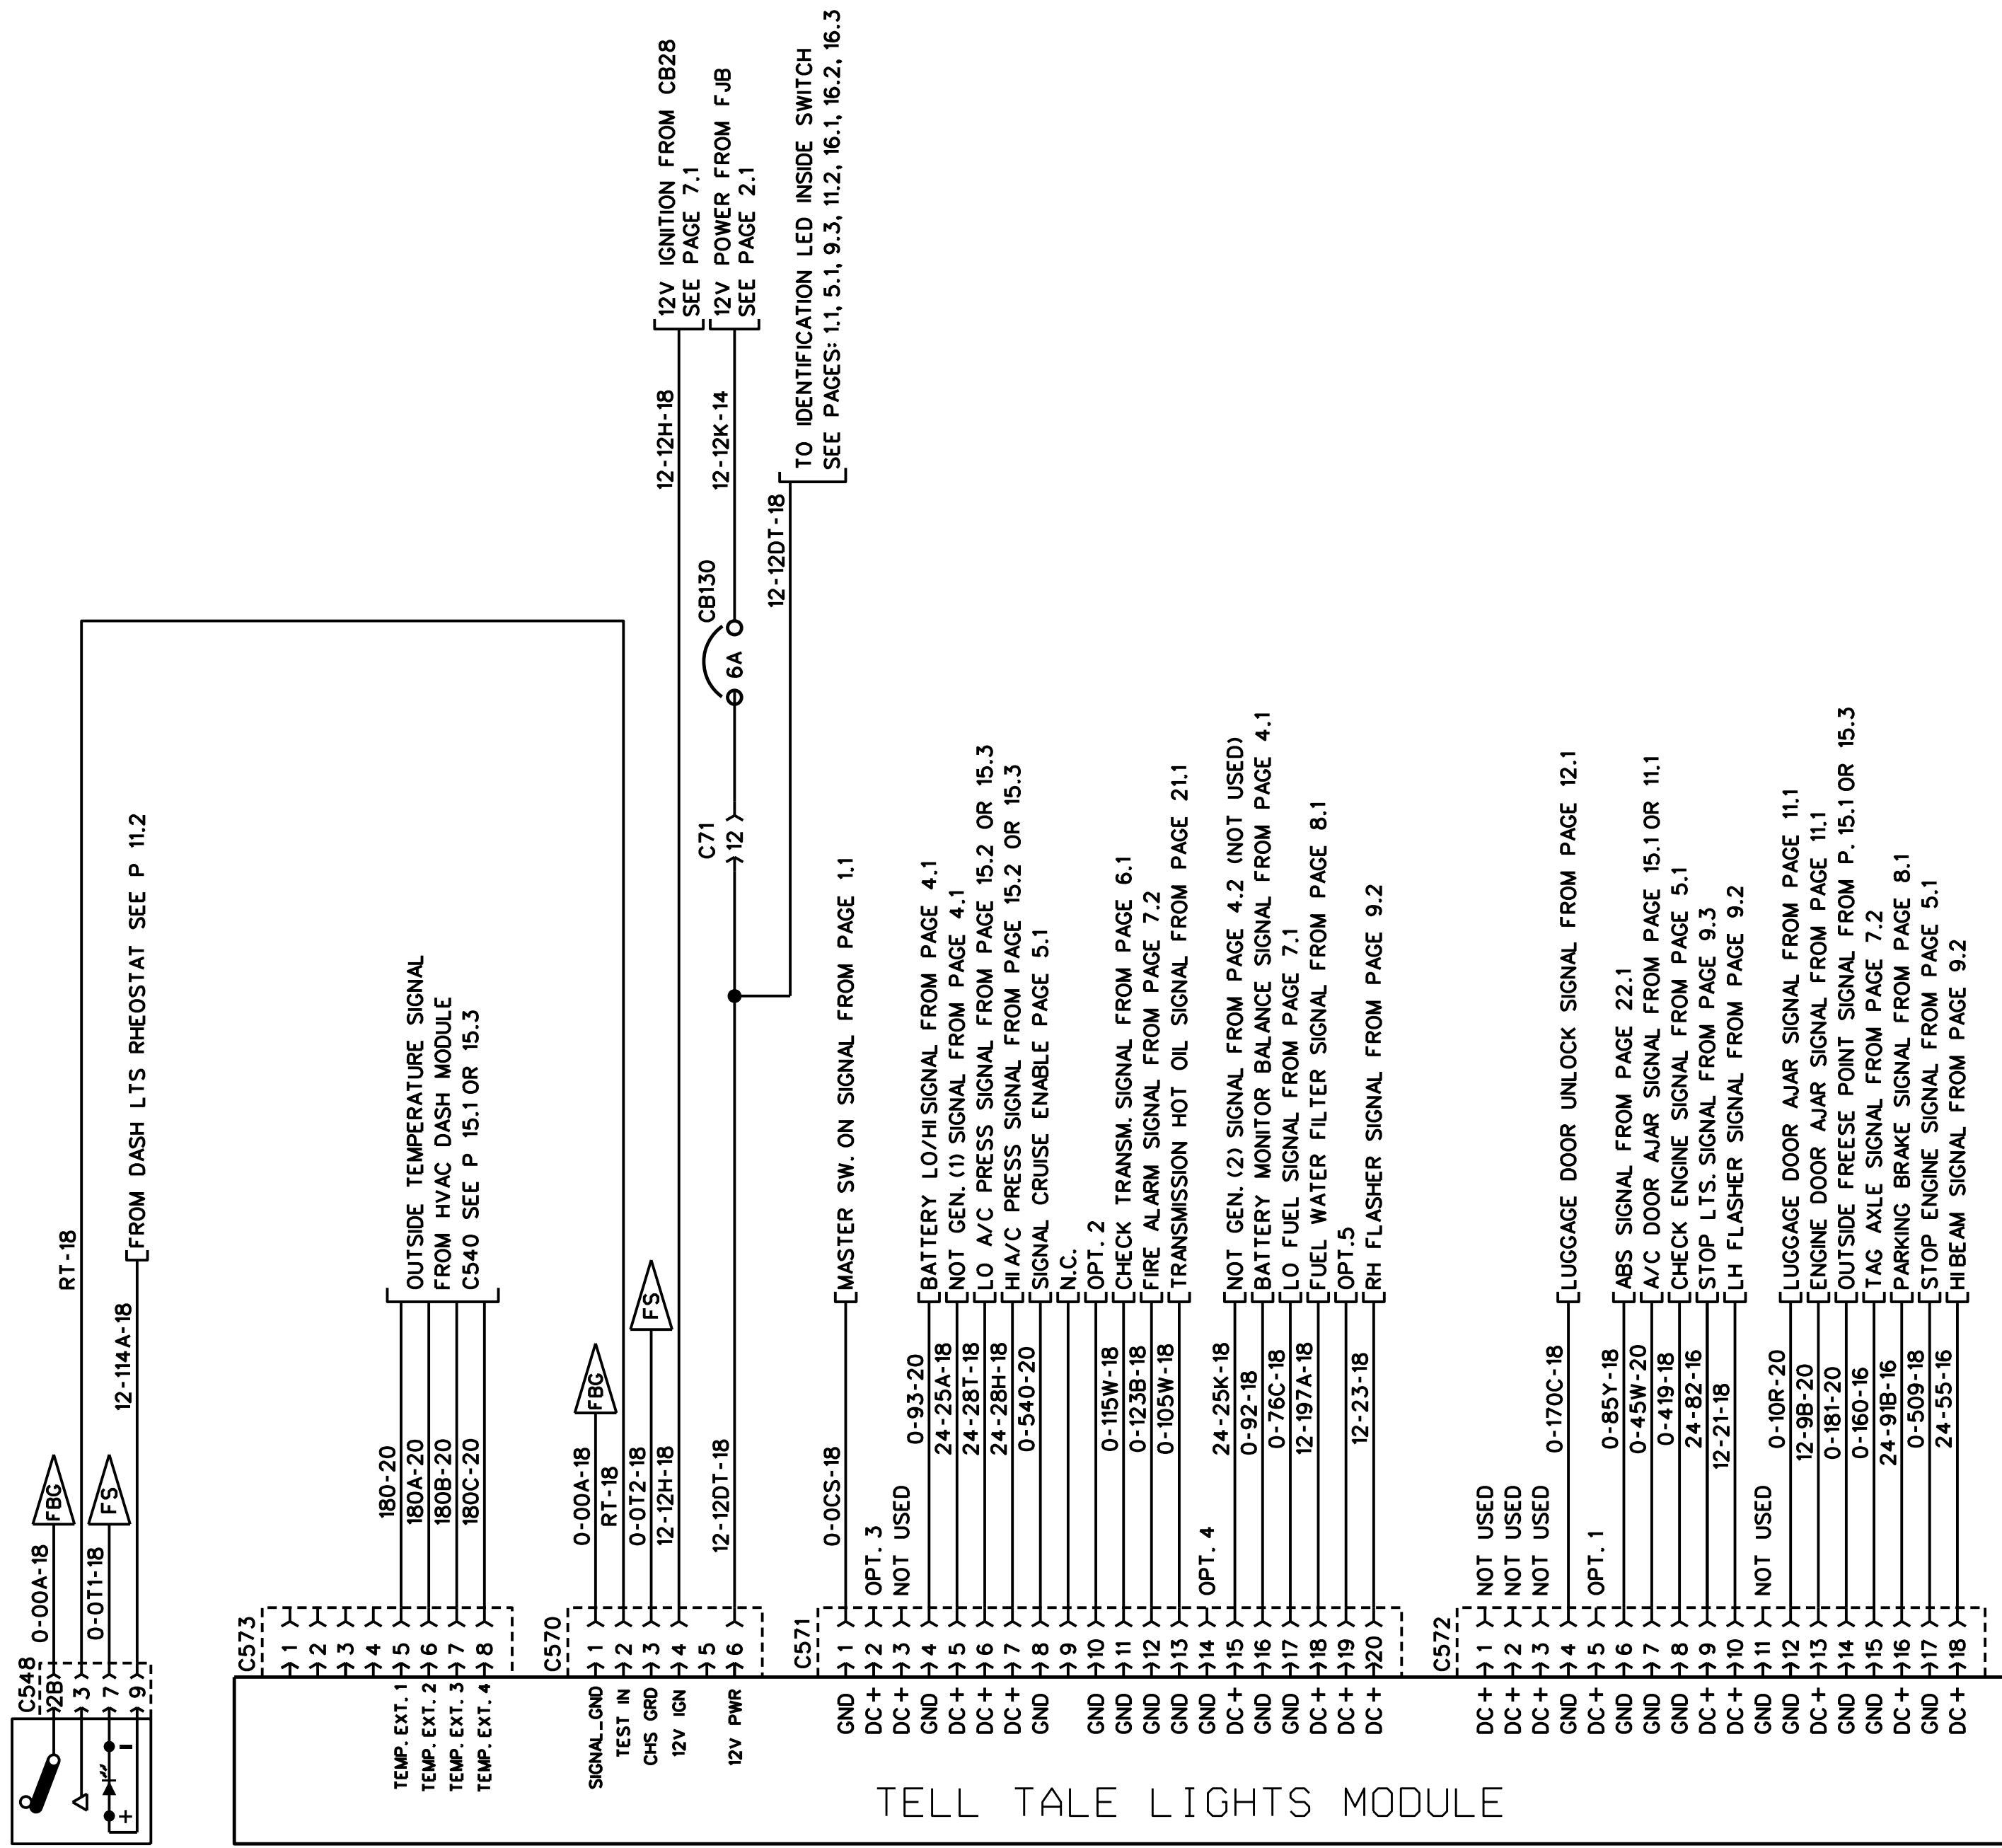 C548
2B
3
7
9
+
-
0-00A-18
FBG
RT-18
0-0T1-18
FS
12-114A-18
FROM DASH LTS RHEOSTAT SEE P 11.2
C573
1
2
3
4
5
6
7
8
TEMP. EXT. 1
TEMP. EXT. 2
TEMP. EXT. 3
TEMP. EXT. 4
180-20
180A-20
180B-20
180C-20
OUTSIDE TEMPERATURE SIGNAL
FROM HVAC DASH MODULE
C540 SEE P 15.1 OR 15.3
C570
SIGNAL_GND 1 0-00A-18 FBG
TEST IN 2 RT-18
CHS GRD 3 0-0T2-18 FS
12V IGN 4 12-12H-18
5
12V PWR 6 12-12DT-18
12-12H-18
12V IGNITION FROM CB28
SEE PAGE 7.1
C71
12
CB130
6A
12-12K-14
12V POWER FROM FJB
SEE PAGE 2.1
12-12DT-18
TO IDENTIFICATION LED INSIDE SWITCH
SEE PAGES: 1.1, 5.1, 9.3, 11.2, 16.1, 16.2, 16.3
C571
GND 1 0-0CS-18 MASTER SW. ON SIGNAL FROM PAGE 1.1
DC+ 2 OPT. 3
DC+ 3 NOT USED
GND 4 0-93-20 BATTERY LO/HI SIGNAL FROM PAGE 4.1
DC+ 5 24-25A-18 NOT GEN. (1) SIGNAL FROM PAGE 4.1
DC+ 6 24-28T-18 LO A/C PRESS SIGNAL FROM PAGE 15.2 OR 15.3
DC+ 7 24-28H-18 HI A/C PRESS SIGNAL FROM PAGE 15.2 OR 15.3
GND 8 0-540-20 SIGNAL CRUISE ENABLE PAGE 5.1
9 N.C.
GND 10 OPT. 2
GND 11 0-115W-18 CHECK TRANSM. SIGNAL FROM PAGE 6.1
GND 12 0-123B-18 FIRE ALARM SIGNAL FROM PAGE 7.2
GND 13 0-105W-18 TRANSMISSION HOT OIL SIGNAL FROM PAGE 21.1
GND 14 OPT. 4
DC+ 15 24-25K-18 NOT GEN. (2) SIGNAL FROM PAGE 4.2 (NOT USED)
GND 16 0-92-18 BATTERY MONITOR BALANCE SIGNAL FROM PAGE 4.1
GND 17 0-76C-18 LO FUEL SIGNAL FROM PAGE 7.1
DC+ 18 12-197A-18 FUEL WATER FILTER SIGNAL FROM PAGE 8.1
DC+ 19 OPT.5
DC+ 20 12-23-18 RH FLASHER SIGNAL FROM PAGE 9.2
C572
DC+ 1 NOT USED
DC+ 2 NOT USED
DC+ 3 NOT USED
GND 4 0-170C-18 LUGGAGE DOOR UNLOCK SIGNAL FROM PAGE 12.1
GND 5 OPT. 1
GND 6 0-85Y-18 ABS SIGNAL FROM PAGE 22.1
GND 7 0-45W-20 A/C DOOR AJAR SIGNAL FROM PAGE 15.1 OR 11.1
GND 8 0-419-18 CHECK ENGINE SIGNAL FROM PAGE 5.1
DC+ 9 24-82-16 STOP LTS. SIGNAL FROM PAGE 9.3
DC+ 10 12-21-18 LH FLASHER SIGNAL FROM PAGE 9.2
GND 11 NOT USED
GND 12 0-10R-20 LUGGAGE DOOR AJAR SIGNAL FROM PAGE 11.1
DC+ 13 12-9B-20 ENGINE DOOR AJAR SIGNAL FROM PAGE 11.1
GND 14 0-181-20 OUTSIDE FREESE POINT SIGNAL FROM P. 15.1 OR 15.3
GND 15 0-160-16 TAG AXLE SIGNAL FROM PAGE 7.2
DC+ 16 24-91B-16 PARKING BRAKE SIGNAL FROM PAGE 8.1
GND 17 0-509-18 STOP ENGINE SIGNAL FROM PAGE 5.1
DC+ 18 24-55-16 HIBEAM SIGNAL FROM PAGE 9.2
TELL TALE LIGHTS MODULE